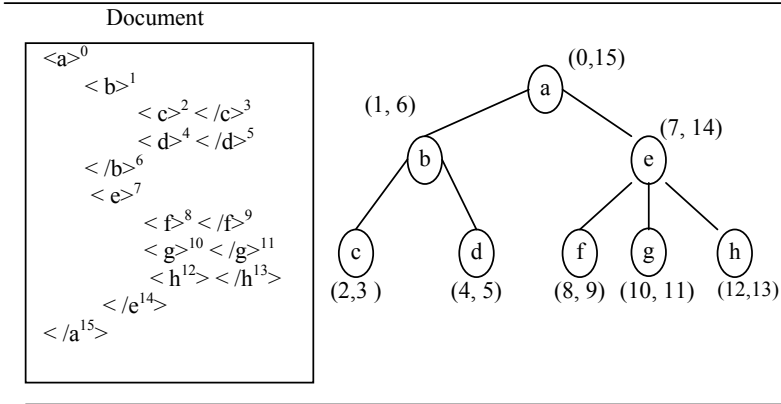 Document
<a>0
< b>1
< c>2 < /c>3
< d>4 < /d>5
< /b>6
< e>7
< f>8 < /f>9
< g>10 < /g>11
< h12> < /h13>
< /e14>
< /a15>
(0,15)
a
(1, 6)
(7, 14)
b
e
c
d
f
g
h
(2,3 )
(4, 5)
(8, 9)
(10, 11)
(12,13)